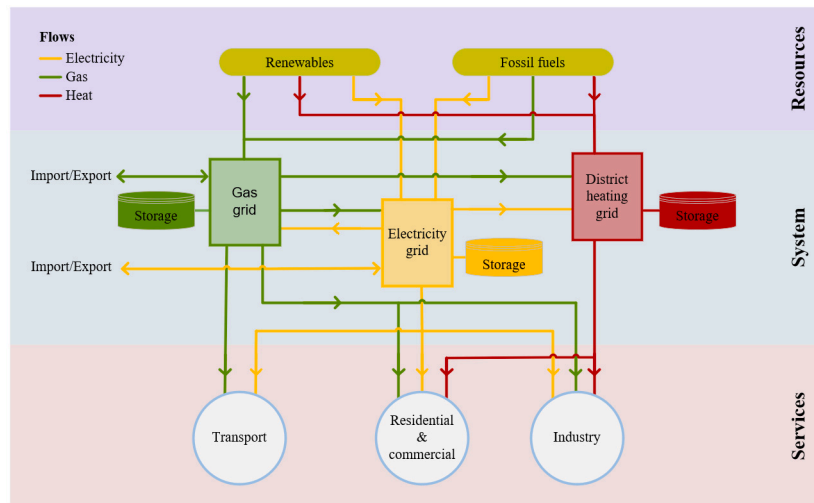 Flows
Electricity
Gas
Heat
Renewables
Fossil fuels
Resources
Import/Export
Gas
grid
Storage
District
heating
grid
Storage
Electricity
grid
Import/Export
Storage
System
Transport
Residential
&
commercial
Industry
Services